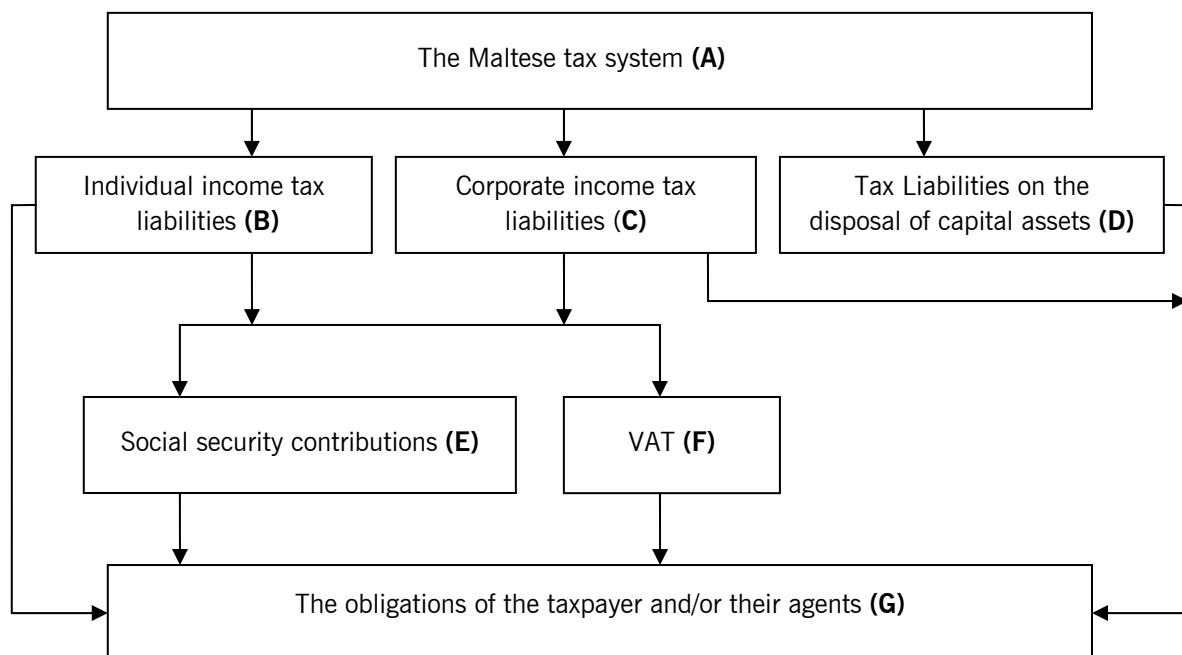 The Maltese tax system (A)
Individual income tax
liabilities (B)
Corporate income tax
liabilities (C)
Tax Liabilities on the
disposal of capital assets (D)
Social security contributions (E)
VAT (F)
The obligations of the taxpayer and/or their agents (G)